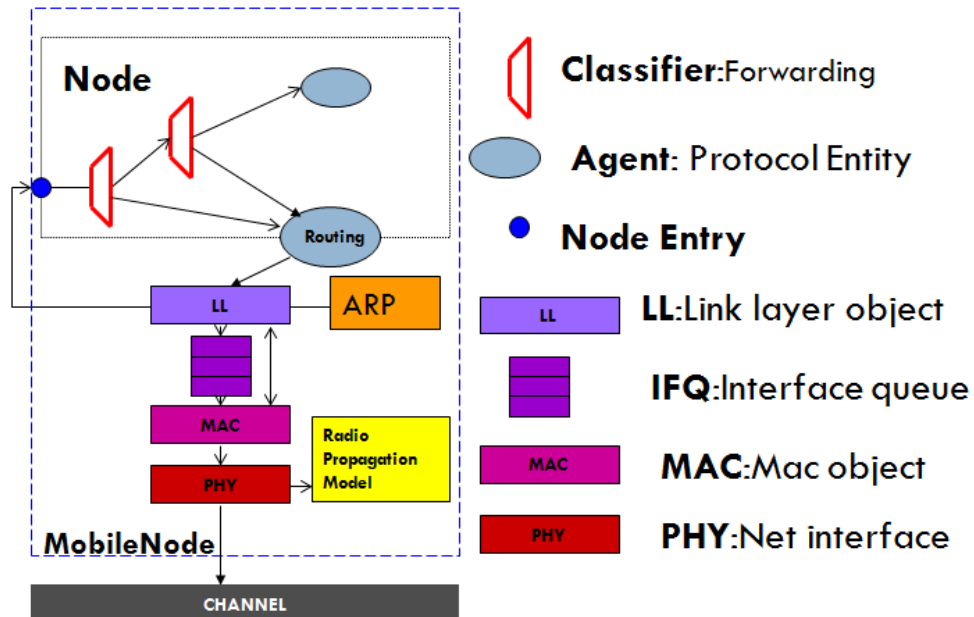 Node
Routing
LL
ARP
MAC
Radio
Propagation
Model
PHY
MobileNode
CHANNEL
Classifier:Forwarding
Agent: Protocol Entity
Node Entry
LL
LL:Link layer object
IFQ:Interface queue
MAC
MAC:Mac object
PHY
PHY:Net interface